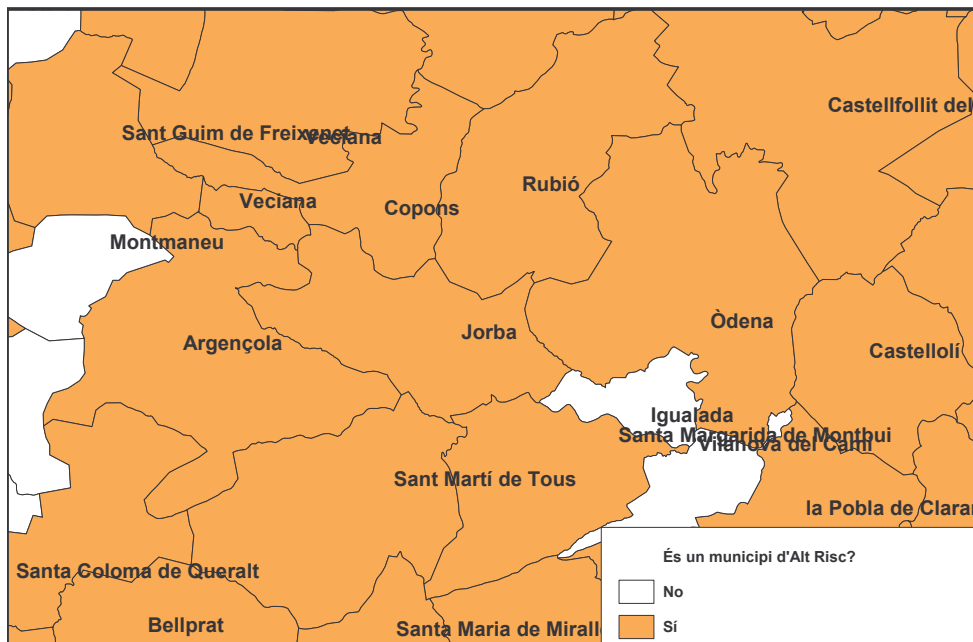 Castellfollit del
Sant Guim de Freixenet
Veciana
Rubió
Veciana
Copons
Montmaneu
Òdena
Jorba
Argençola
Castellolí
Igualada
Santa Margarida de Montbui
Vilanova del Camí
Sant Martí de Tous
la Pobla de Claram
És un municipi d'Alt Risc?
Santa Coloma de Queralt
No
Bellprat
Santa Maria de Miralle
Sí